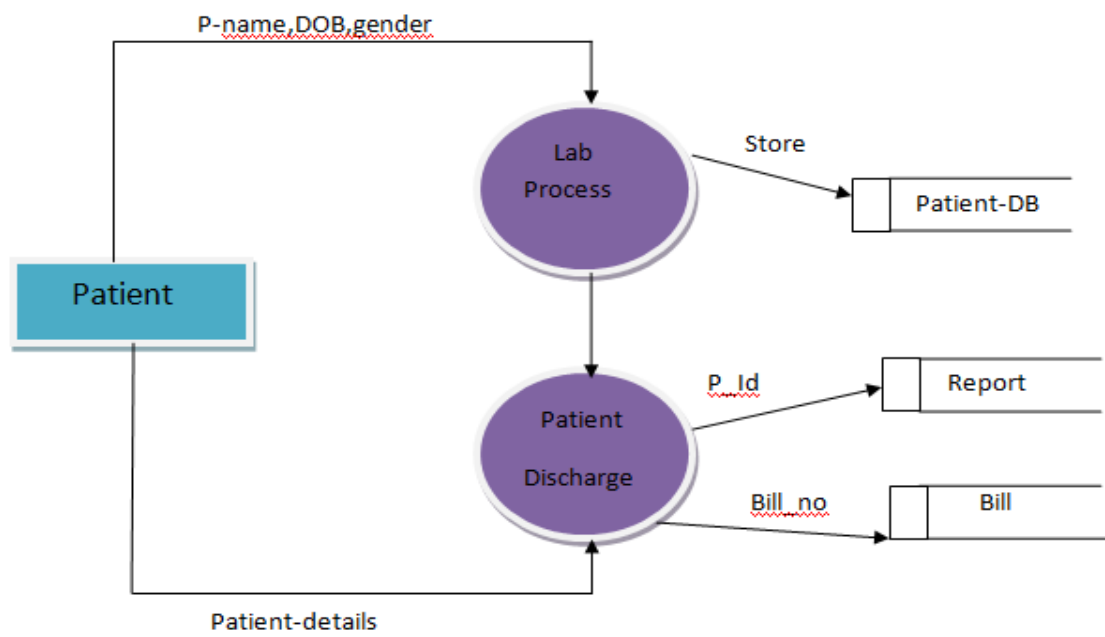 P-name,DOB,gender
Lab
Process
Store
Patient-DB
Patient
P_Id
Report
Patient
Discharge
Bill_no
Bill
Patient-details